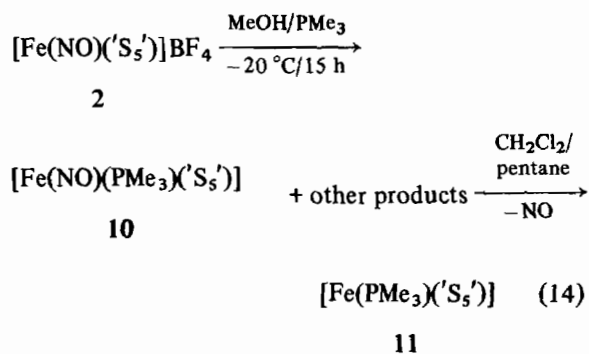 [Fe(NO)('S₅')]BF₄ MeOH/PMe₃
−20 °C/15 h
2
[Fe(NO)(PMe₃)('S₅')] + other products CH₂Cl₂/
pentane
−NO
10
[Fe(PMe₃)('S₅')] (14)
11